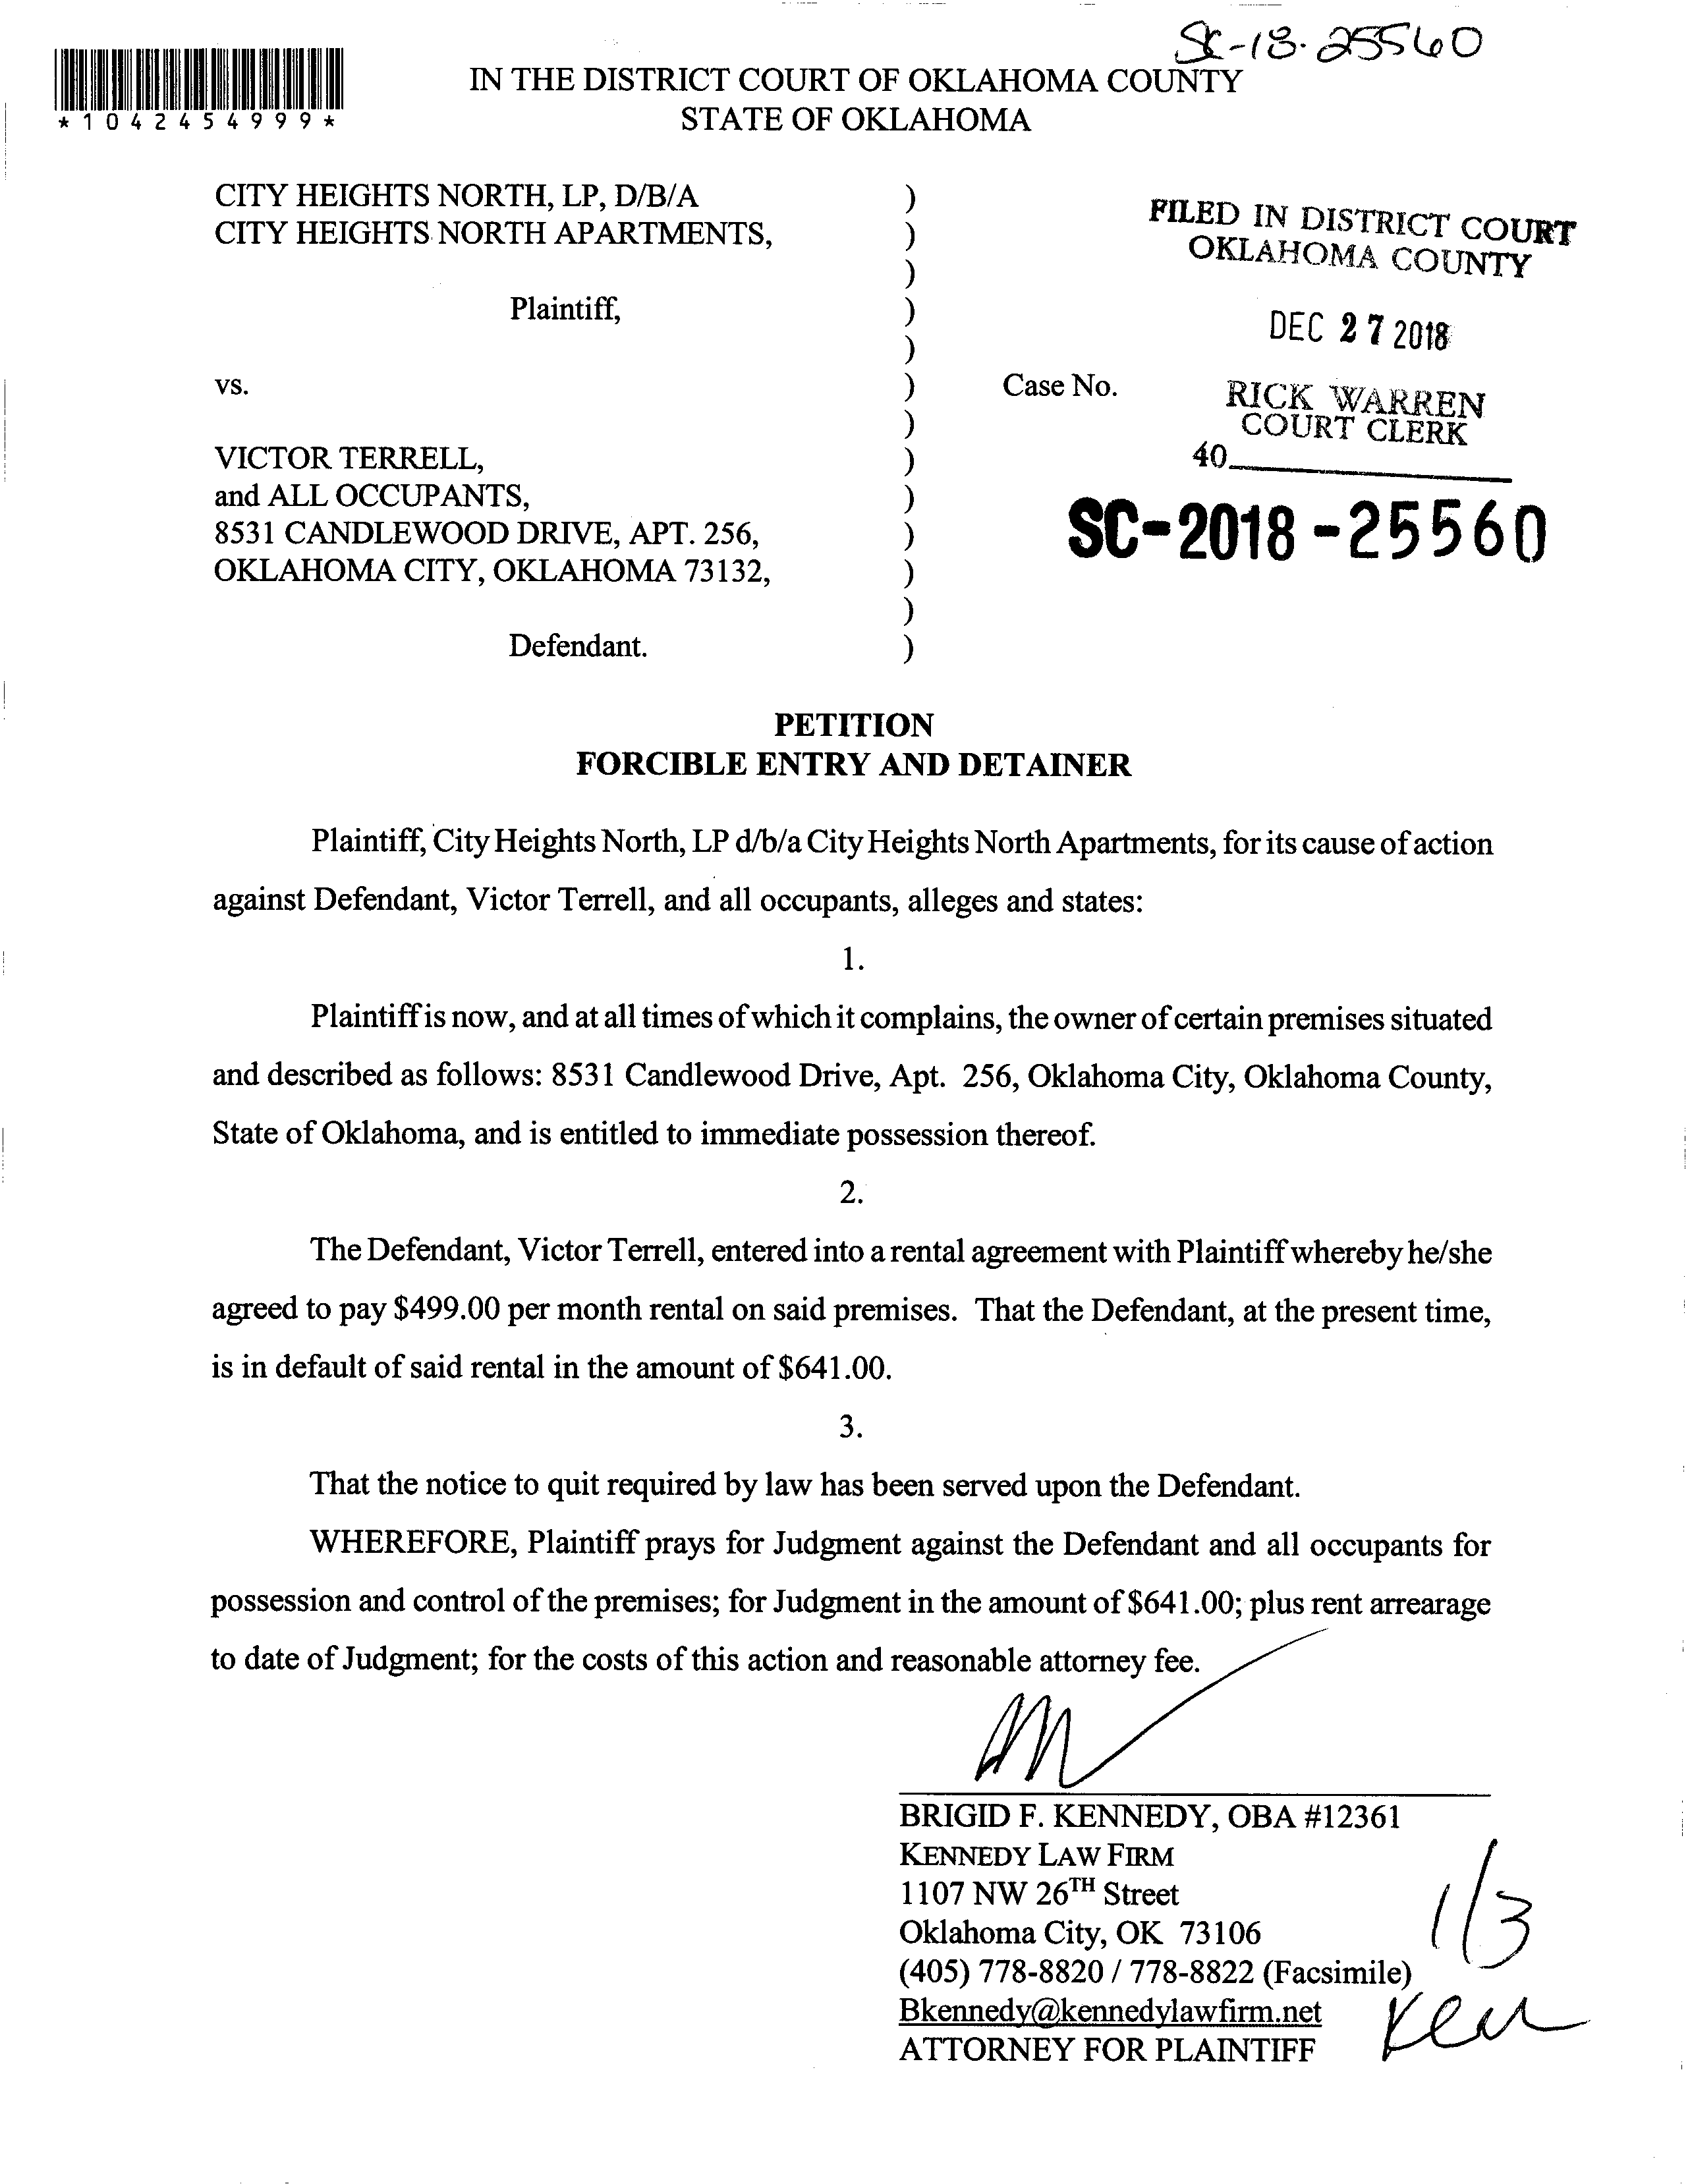 SC-18-25560
*1042454999*
IN THE DISTRICT COURT OF OKLAHOMA COUNTY
STATE OF OKLAHOMA
CITY HEIGHTS NORTH, LP, D/B/A )
CITY HEIGHTS NORTH APARTMENTS, )
)
Plaintiff, )
)
vs. ) Case No.
)
VICTOR TERRELL, )
and ALL OCCUPANTS, )
8531 CANDLEWOOD DRIVE, APT. 256, )
OKLAHOMA CITY, OKLAHOMA 73132, )
)
Defendant. )
FILED IN DISTRICT COURT
OKLAHOMA COUNTY
DEC 27 2018
RICK WARREN
COURT CLERK
40
SC-2018-25560
PETITION
FORCIBLE ENTRY AND DETAINER
Plaintiff, City Heights North, LP d/b/a City Heights North Apartments, for its cause of action
against Defendant, Victor Terrell, and all occupants, alleges and states:
1.
Plaintiff is now, and at all times of which it complains, the owner of certain premises situated
and described as follows: 8531 Candlewood Drive, Apt. 256, Oklahoma City, Oklahoma County,
State of Oklahoma, and is entitled to immediate possession thereof.
2.
The Defendant, Victor Terrell, entered into a rental agreement with Plaintiff whereby he/she
agreed to pay $499.00 per month rental on said premises. That the Defendant, at the present time,
is in default of said rental in the amount of $641.00.
3.
That the notice to quit required by law has been served upon the Defendant.
WHEREFORE, Plaintiff prays for Judgment against the Defendant and all occupants for
possession and control of the premises; for Judgment in the amount of $641.00; plus rent arrearage
to date of Judgment; for the costs of this action and reasonable attorney fee.
BRIGID F. KENNEDY, OBA #12361
KENNEDY LAW FIRM
1107 NW 26TH Street
Oklahoma City, OK 73106
(405) 778-8820 / 778-8822 (Facsimile)
Bkennedy@kennedylawfirm.net
ATTORNEY FOR PLAINTIFF
1/3
Ken